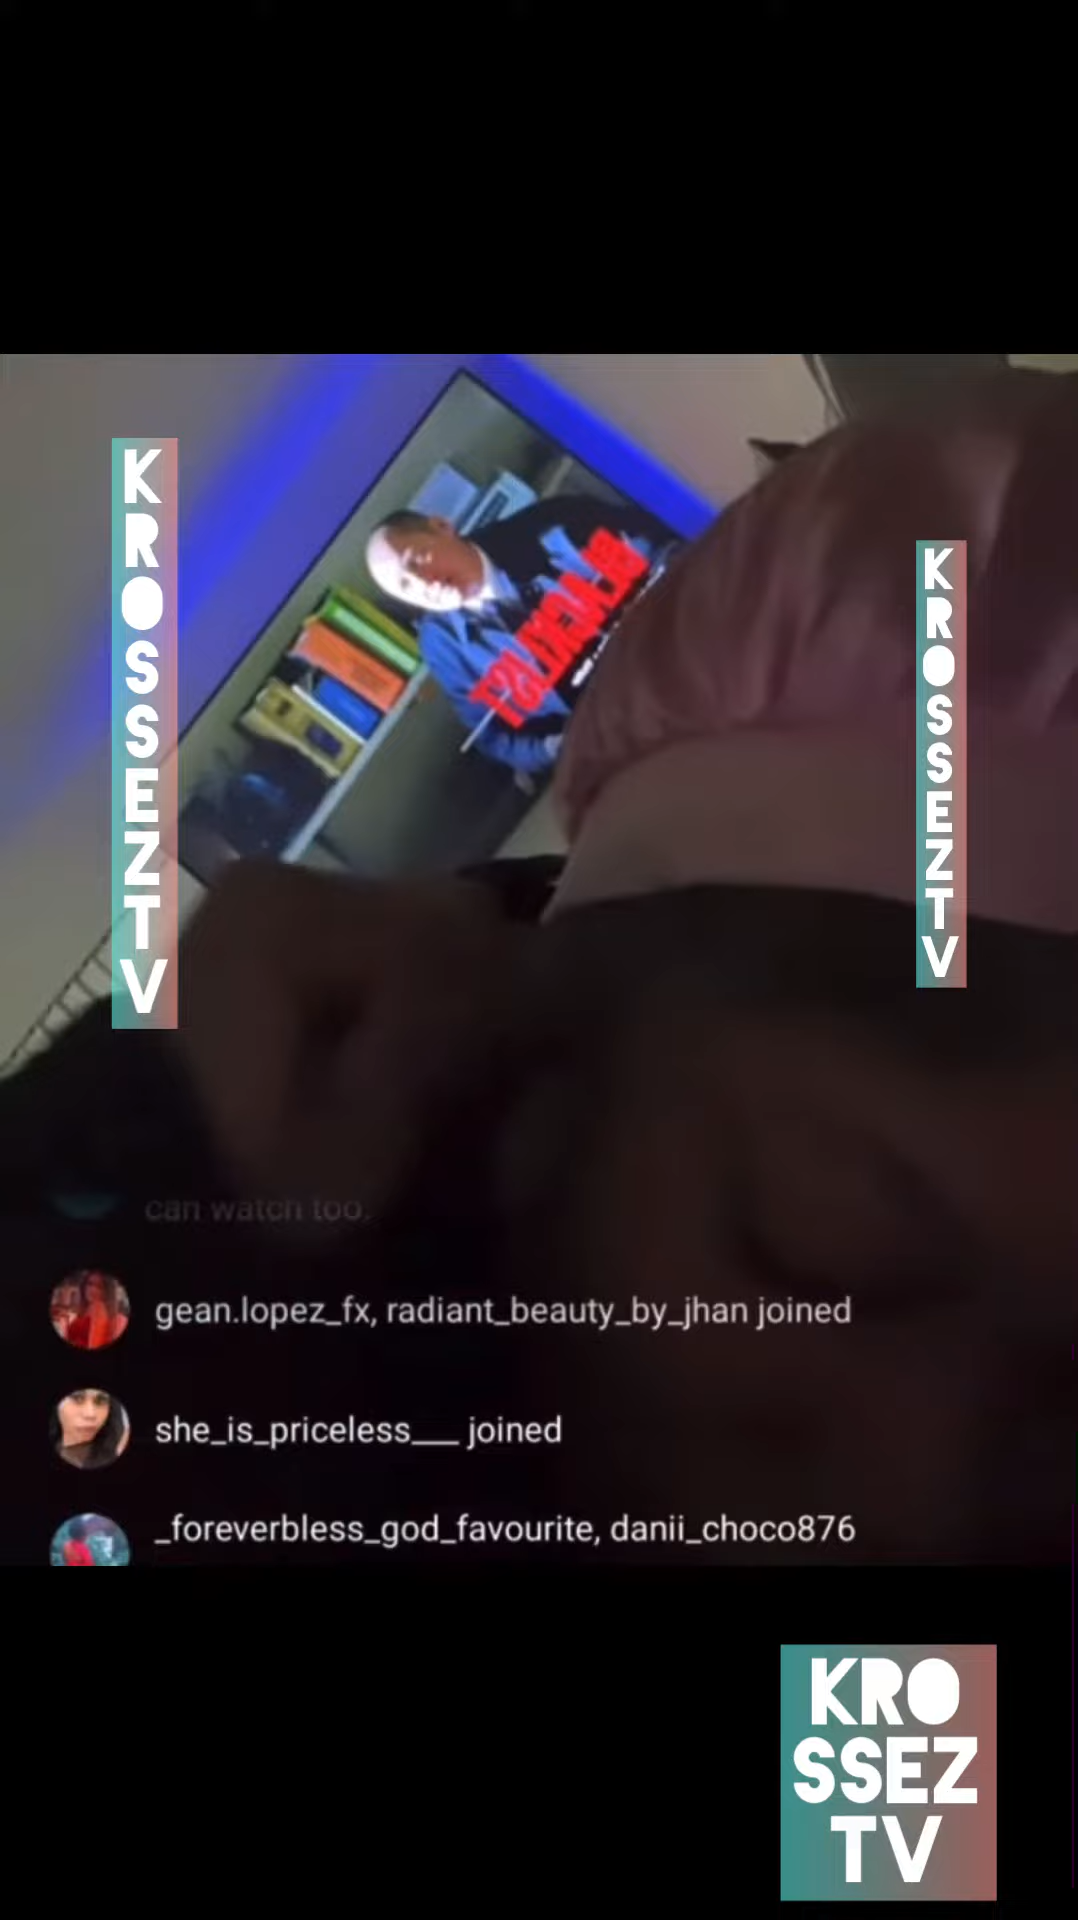 KROSSEZTV
KROSSEZTV
can watch too.
gean.lopez_fx, radiant_beauty_by_jhan joined
she_is_priceless___ joined
_foreverbless_god_favourite, danii_choco876
KRO
SSEZ
TV